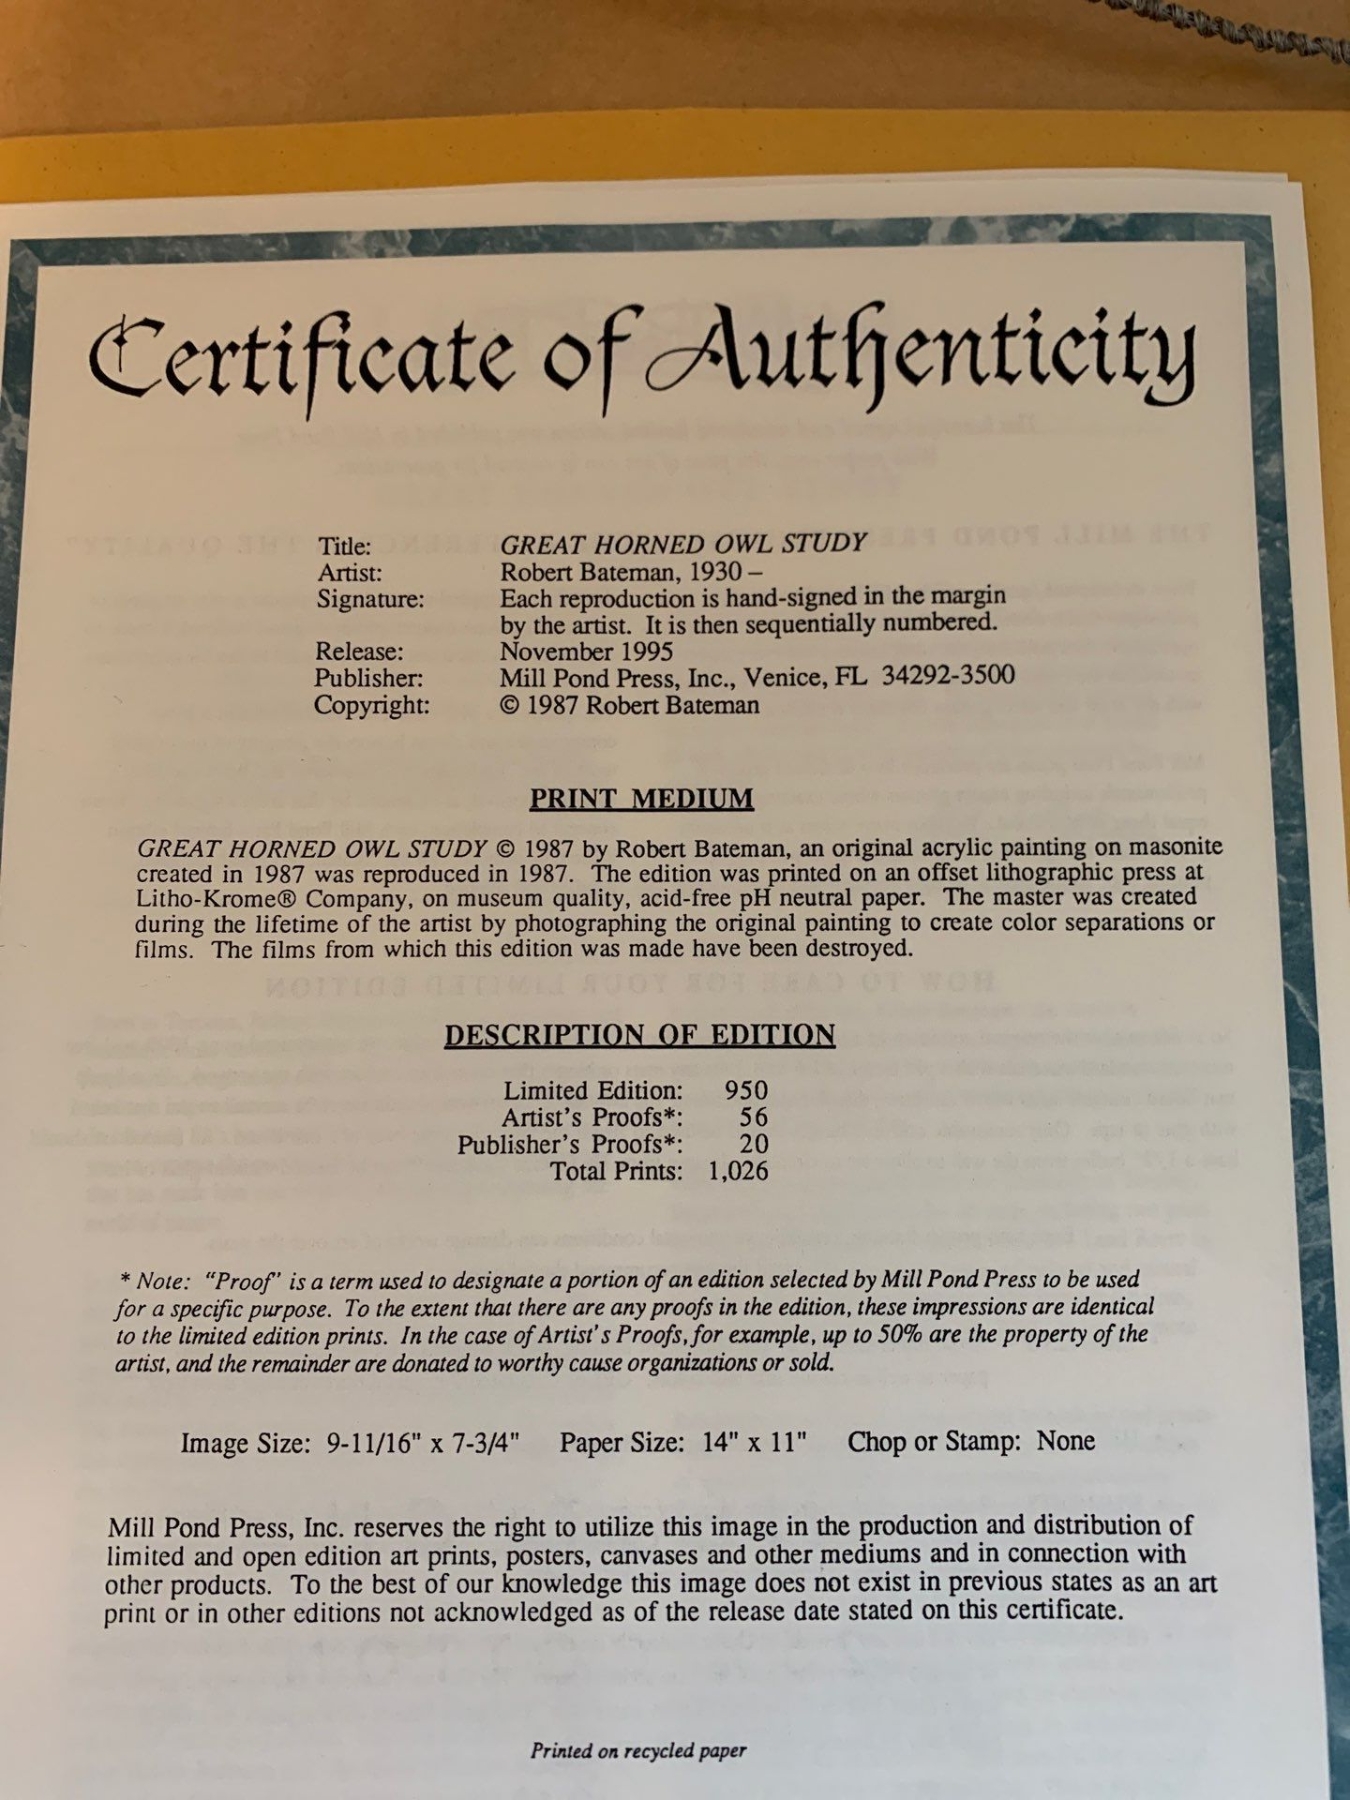 Certificate of Authenticity
Title: GREAT HORNED OWL STUDY
Artist: Robert Bateman, 1930 –
Signature: Each reproduction is hand-signed in the margin
by the artist. It is then sequentially numbered.
Release: November 1995
Publisher: Mill Pond Press, Inc., Venice, FL 34292-3500
Copyright: © 1987 Robert Bateman
PRINT MEDIUM
GREAT HORNED OWL STUDY © 1987 by Robert Bateman, an original acrylic painting on masonite
created in 1987 was reproduced in 1987. The edition was printed on an offset lithographic press at
Litho-Krome® Company, on museum quality, acid-free pH neutral paper. The master was created
during the lifetime of the artist by photographing the original painting to create color separations or
films. The films from which this edition was made have been destroyed.
DESCRIPTION OF EDITION
Limited Edition: 950
Artist's Proofs*: 56
Publisher's Proofs*: 20
Total Prints: 1,026
* Note: "Proof" is a term used to designate a portion of an edition selected by Mill Pond Press to be used
for a specific purpose. To the extent that there are any proofs in the edition, these impressions are identical
to the limited edition prints. In the case of Artist's Proofs, for example, up to 50% are the property of the
artist, and the remainder are donated to worthy cause organizations or sold.
Image Size: 9-11/16" x 7-3/4" Paper Size: 14" x 11" Chop or Stamp: None
Mill Pond Press, Inc. reserves the right to utilize this image in the production and distribution of
limited and open edition art prints, posters, canvases and other mediums and in connection with
other products. To the best of our knowledge this image does not exist in previous states as an art
print or in other editions not acknowledged as of the release date stated on this certificate.
Printed on recycled paper